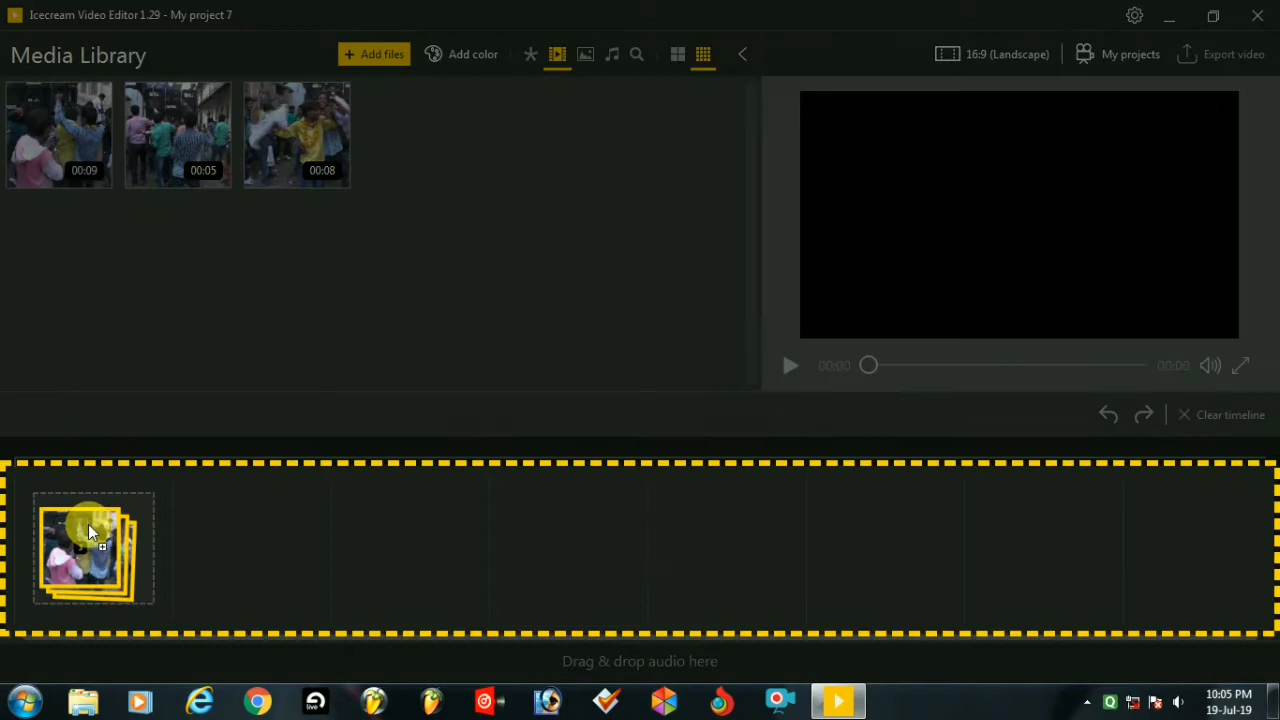 Icecream Video Editor 1.29 - My project 7
Media Library
+ Add files
Add color
16:9 (Landscape)
My projects
Export video
00:09
00:05
00:08
00:00
00:00
Clear timeline
Drag & drop audio here
live
10:05 PM
19-Jul-19